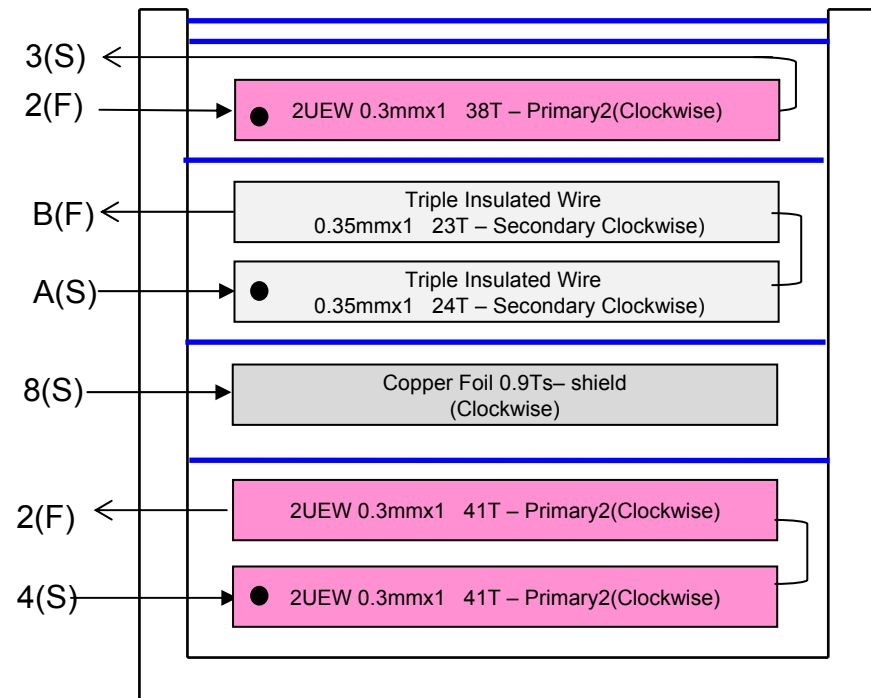 3(S)
2(F)
2UEW 0.3mmx1 38T – Primary2(Clockwise)
B(F)
Triple Insulated Wire
0.35mmx1 23T – Secondary Clockwise)
A(S)
Triple Insulated Wire
0.35mmx1 24T – Secondary Clockwise)
8(S)
Copper Foil 0.9Ts– shield
(Clockwise)
2(F)
2UEW 0.3mmx1 41T – Primary2(Clockwise)
4(S)
2UEW 0.3mmx1 41T – Primary2(Clockwise)